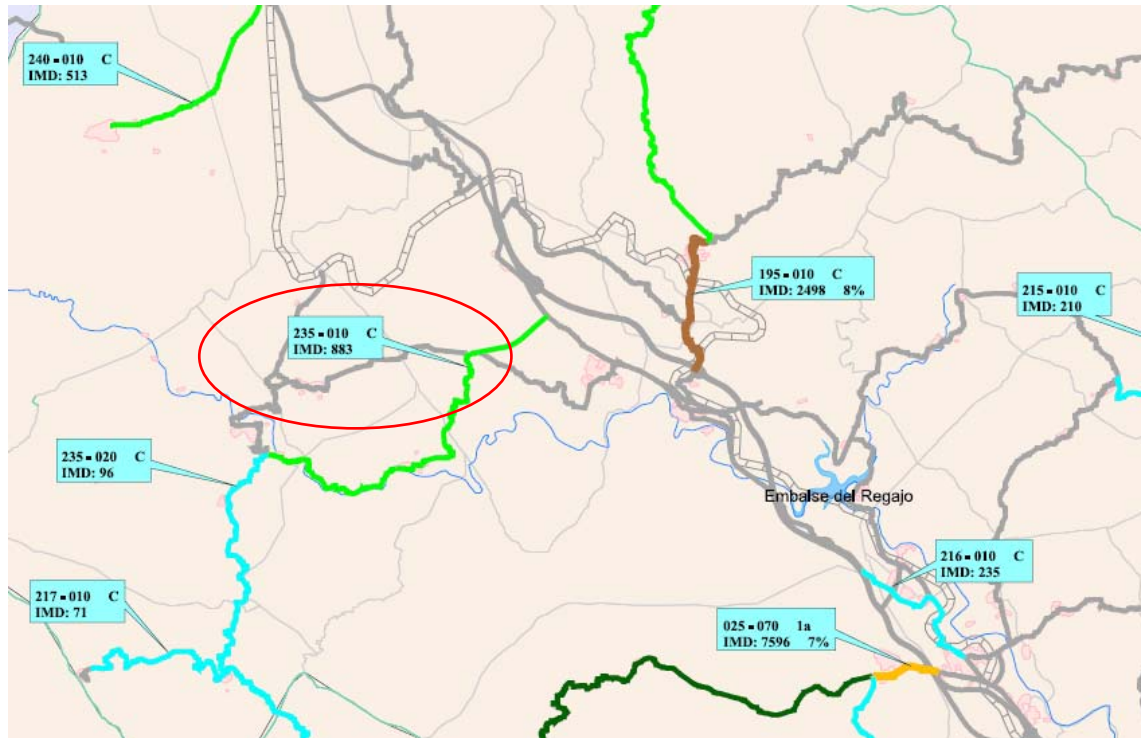 240-010 C
IMD: 513
195-010 C
IMD: 2498 8%
215-010 C
IMD: 210
235-010 C
IMD: 883
235-020 C
IMD: 96
Embalse del Regajo
216-010 C
IMD: 235
217-010 C
IMD: 71
025-070 1a
IMD: 7596 7%